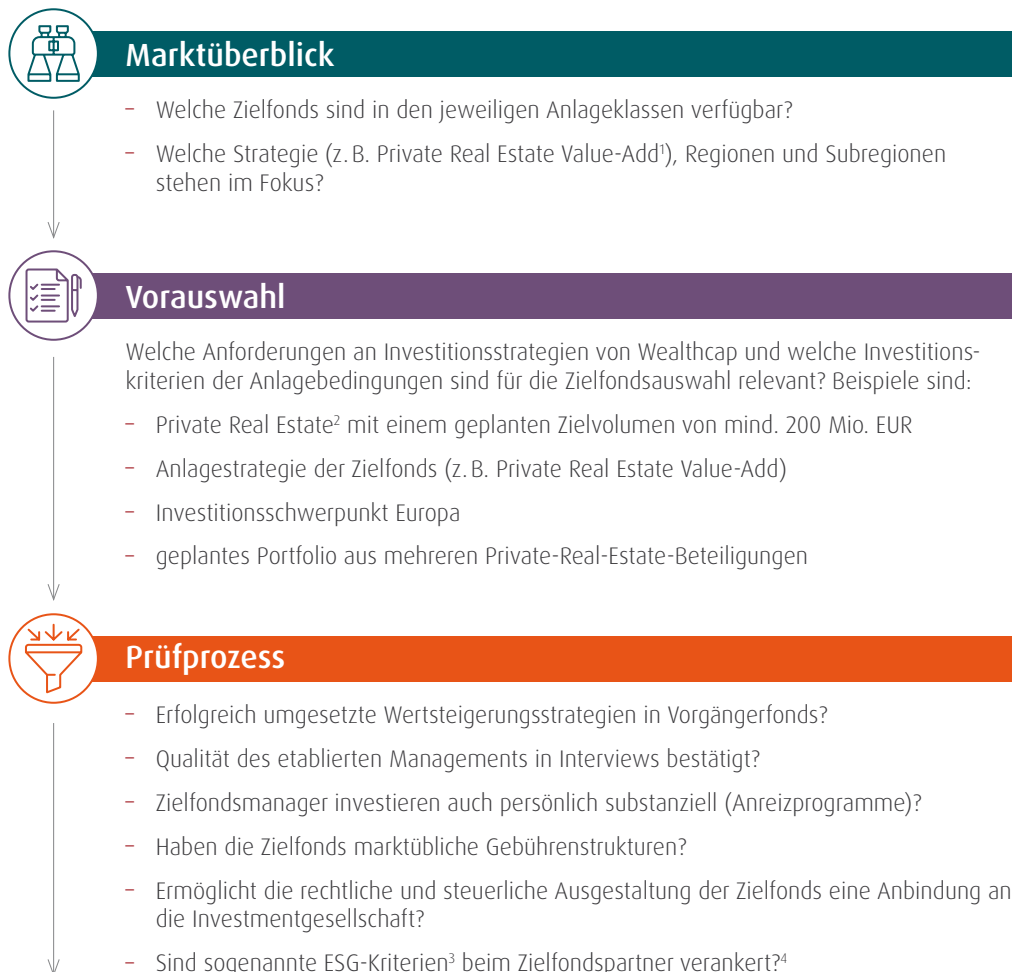 Marktüberblick
– Welche Zielfonds sind in den jeweiligen Anlageklassen verfügbar?
– Welche Strategie (z. B. Private Real Estate Value-Add¹), Regionen und Subregionen
stehen im Fokus?
Vorauswahl
Welche Anforderungen an Investitionsstrategien von Wealthcap und welche Investitions-
kriterien der Anlagebedingungen sind für die Zielfondsauswahl relevant? Beispiele sind:
– Private Real Estate² mit einem geplanten Zielvolumen von mind. 200 Mio. EUR
– Anlagestrategie der Zielfonds (z. B. Private Real Estate Value-Add)
– Investitionsschwerpunkt Europa
– geplantes Portfolio aus mehreren Private-Real-Estate-Beteiligungen
Prüfprozess
– Erfolgreich umgesetzte Wertsteigerungsstrategien in Vorgängerfonds?
– Qualität des etablierten Managements in Interviews bestätigt?
– Zielfondsmanager investieren auch persönlich substanziell (Anreizprogramme)?
– Haben die Zielfonds marktübliche Gebührenstrukturen?
– Ermöglicht die rechtliche und steuerliche Ausgestaltung der Zielfonds eine Anbindung an
die Investmentgesellschaft?
– Sind sogenannte ESG-Kriterien³ beim Zielfondspartner verankert?⁴